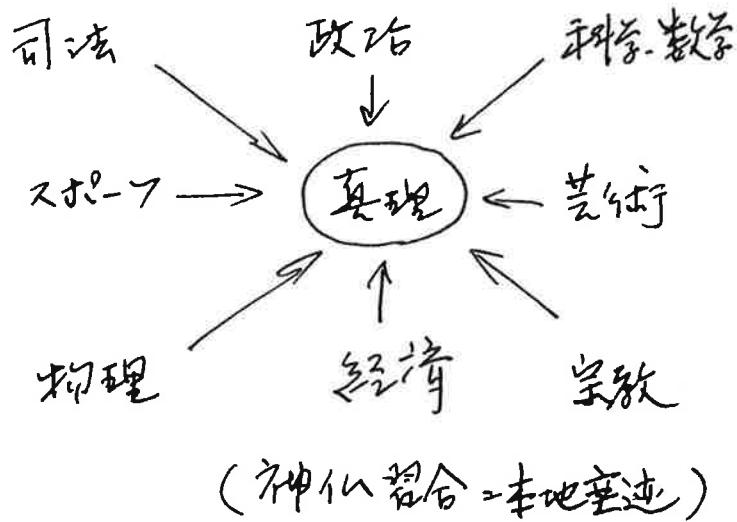 司法 政治 科学・数学
スポーツ 真理 芸術
物理 経済 宗教
(神仏習合=本地垂迹)